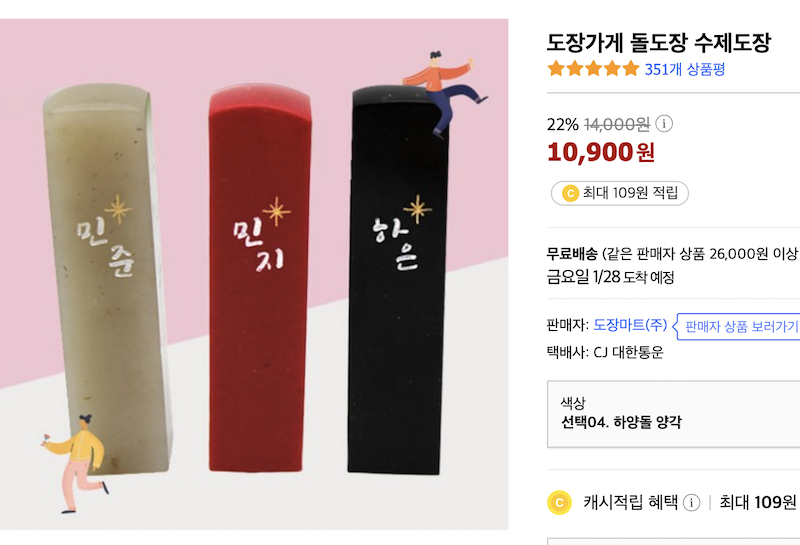 민준
민지
하은
도장가게 돌도장 수제도장
351개 상품평
22% 14,000원 i
10,900원
C 최대 109원 적립
무료배송 (같은 판매자 상품 26,000원 이상
금요일 1/28 도착 예정
판매자: 도장마트(주) 판매자 상품 보러가기
택배사: CJ 대한통운
색상
선택04. 하양돌 양각
C 캐시적립 혜택 i | 최대 109원